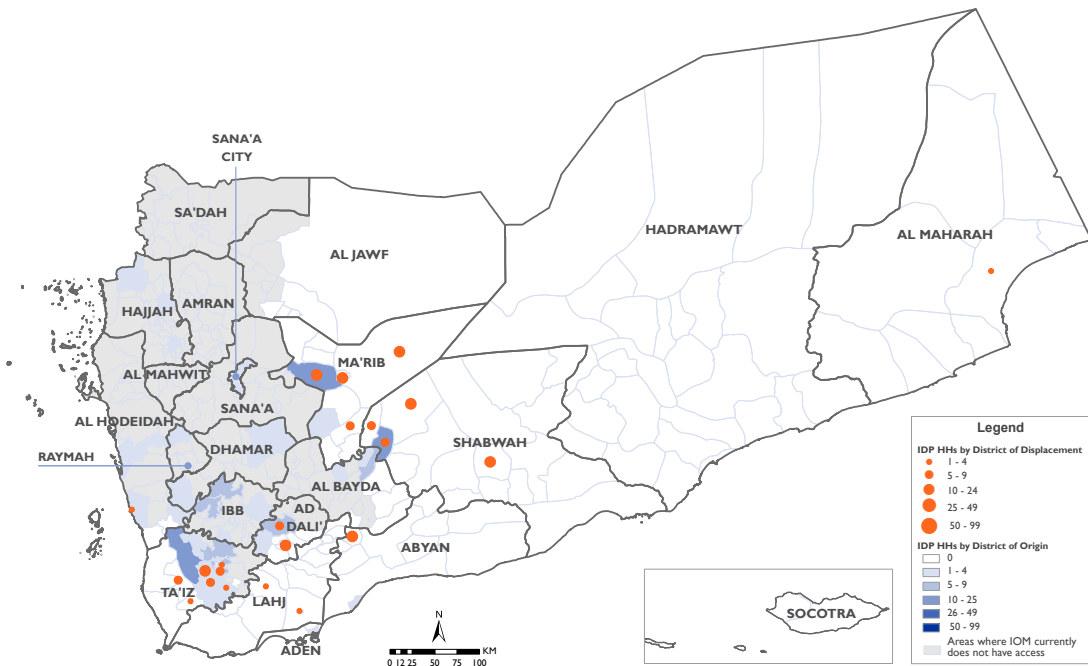 SANA'A
CITY
SA'DAH
HADRAMAWT
AL MAHARAH
AL JAWF
HAJJAH
AMRAN
MA'RIB
AL MAHWIT
SANA'A
AL HODEIDAH
SHABWAH
DHAMAR
RAYMAH
AL BAYDA
IBB
AD
DALI'
ABYAN
TA'IZ
LAHJ
ADEN
SOCOTRA
N
KM
0 12 25 50 75 100
Legend
IDP HHs by District of Displacement
1 - 4
5 - 9
10 - 24
25 - 49
50 - 99
IDP HHs by District of Origin
0
1 - 4
5 - 9
10 - 25
26 - 49
50 - 99
Areas where IOM currently
does not have access